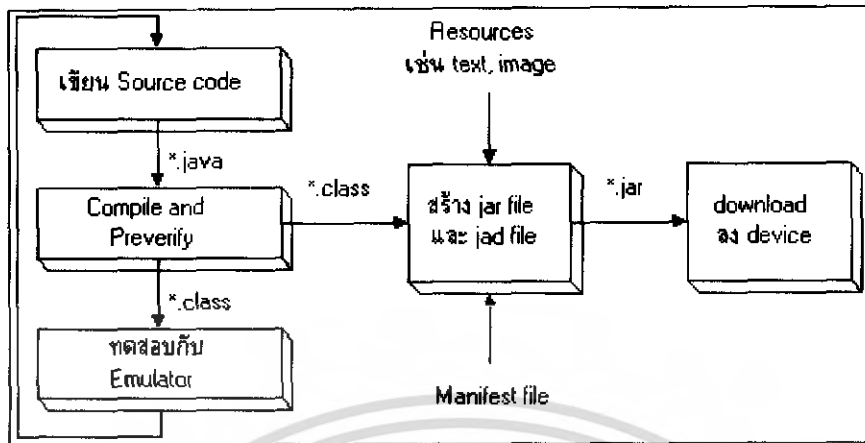 Resources
เช่น text, image
เขียน Source code
*.java
Compile and
Preverify
*.class
สร้าง jar file
และ jad file
*.jar
download
ลง device
*.class
ทดสอบกับ
Emulator
Manifest file